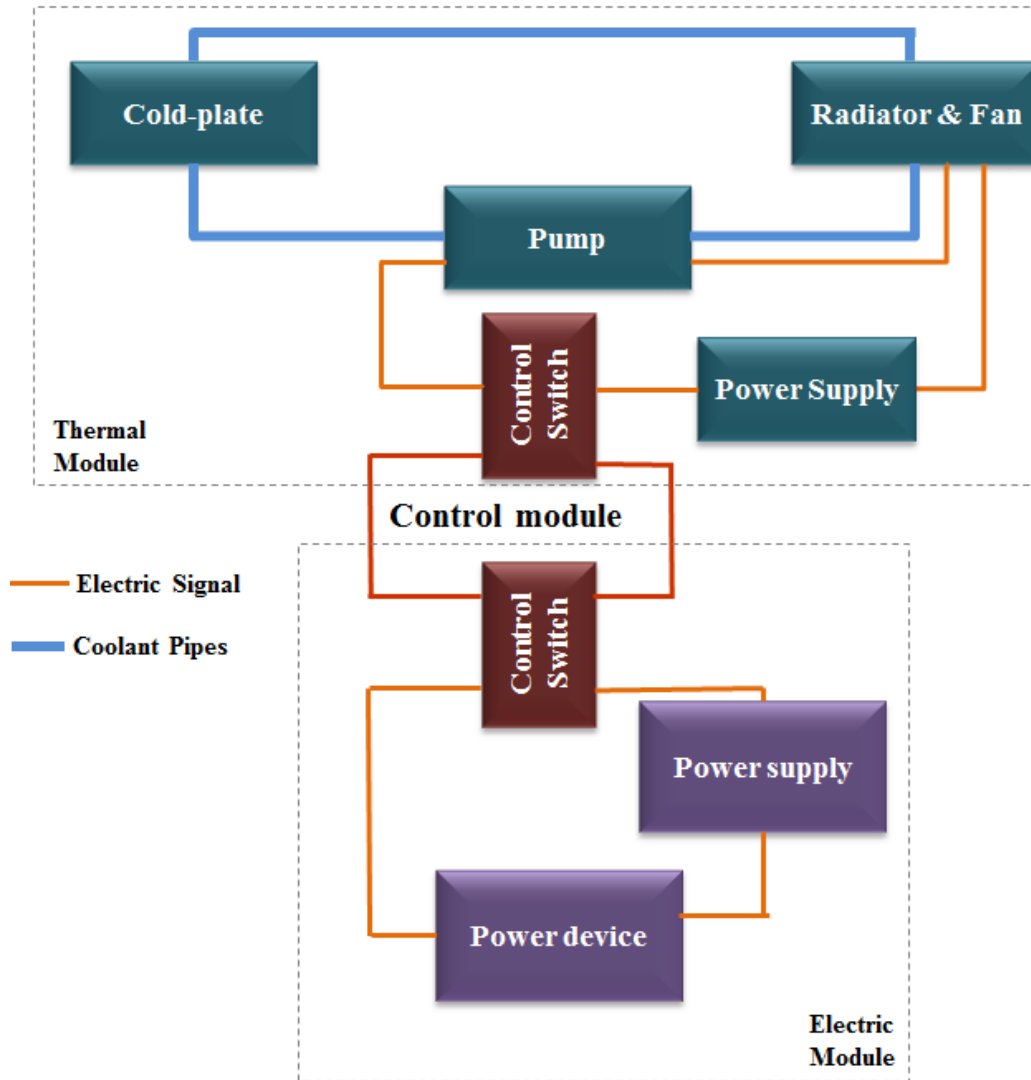 Cold-plate
Radiator & Fan
Pump
Control
Switch
Power Supply
Thermal
Module
Control module
Electric Signal
Coolant Pipes
Control
Switch
Power supply
Power device
Electric
Module